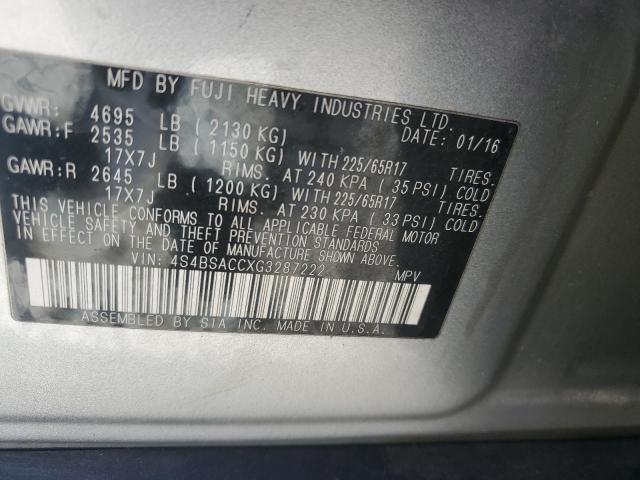 MFD BY FUJI HEAVY INDUSTRIES LTD.
GVWR: 4695 LB ( 2130 KG) DATE: 01/16
GAWR:F 2535 LB ( 1150 KG) WITH 225/65R17 TIRES.
17X7J RIMS. AT 240 KPA ( 35 PSI) COLD
GAWR:R 2645 LB ( 1200 KG) WITH 225/65R17 TIRES.
17X7J RIMS. AT 230 KPA ( 33 PSI) COLD
THIS VEHICLE CONFORMS TO ALL APPLICABLE FEDERAL MOTOR
VEHICLE SAFETY AND THEFT PREVENTION STANDARDS
IN EFFECT ON THE DATE OF MANUFACTURE SHOWN ABOVE.
VIN: 4S4BSACCXG3287222 MPV
ASSEMBLED BY SIA INC. MADE IN U.S.A.